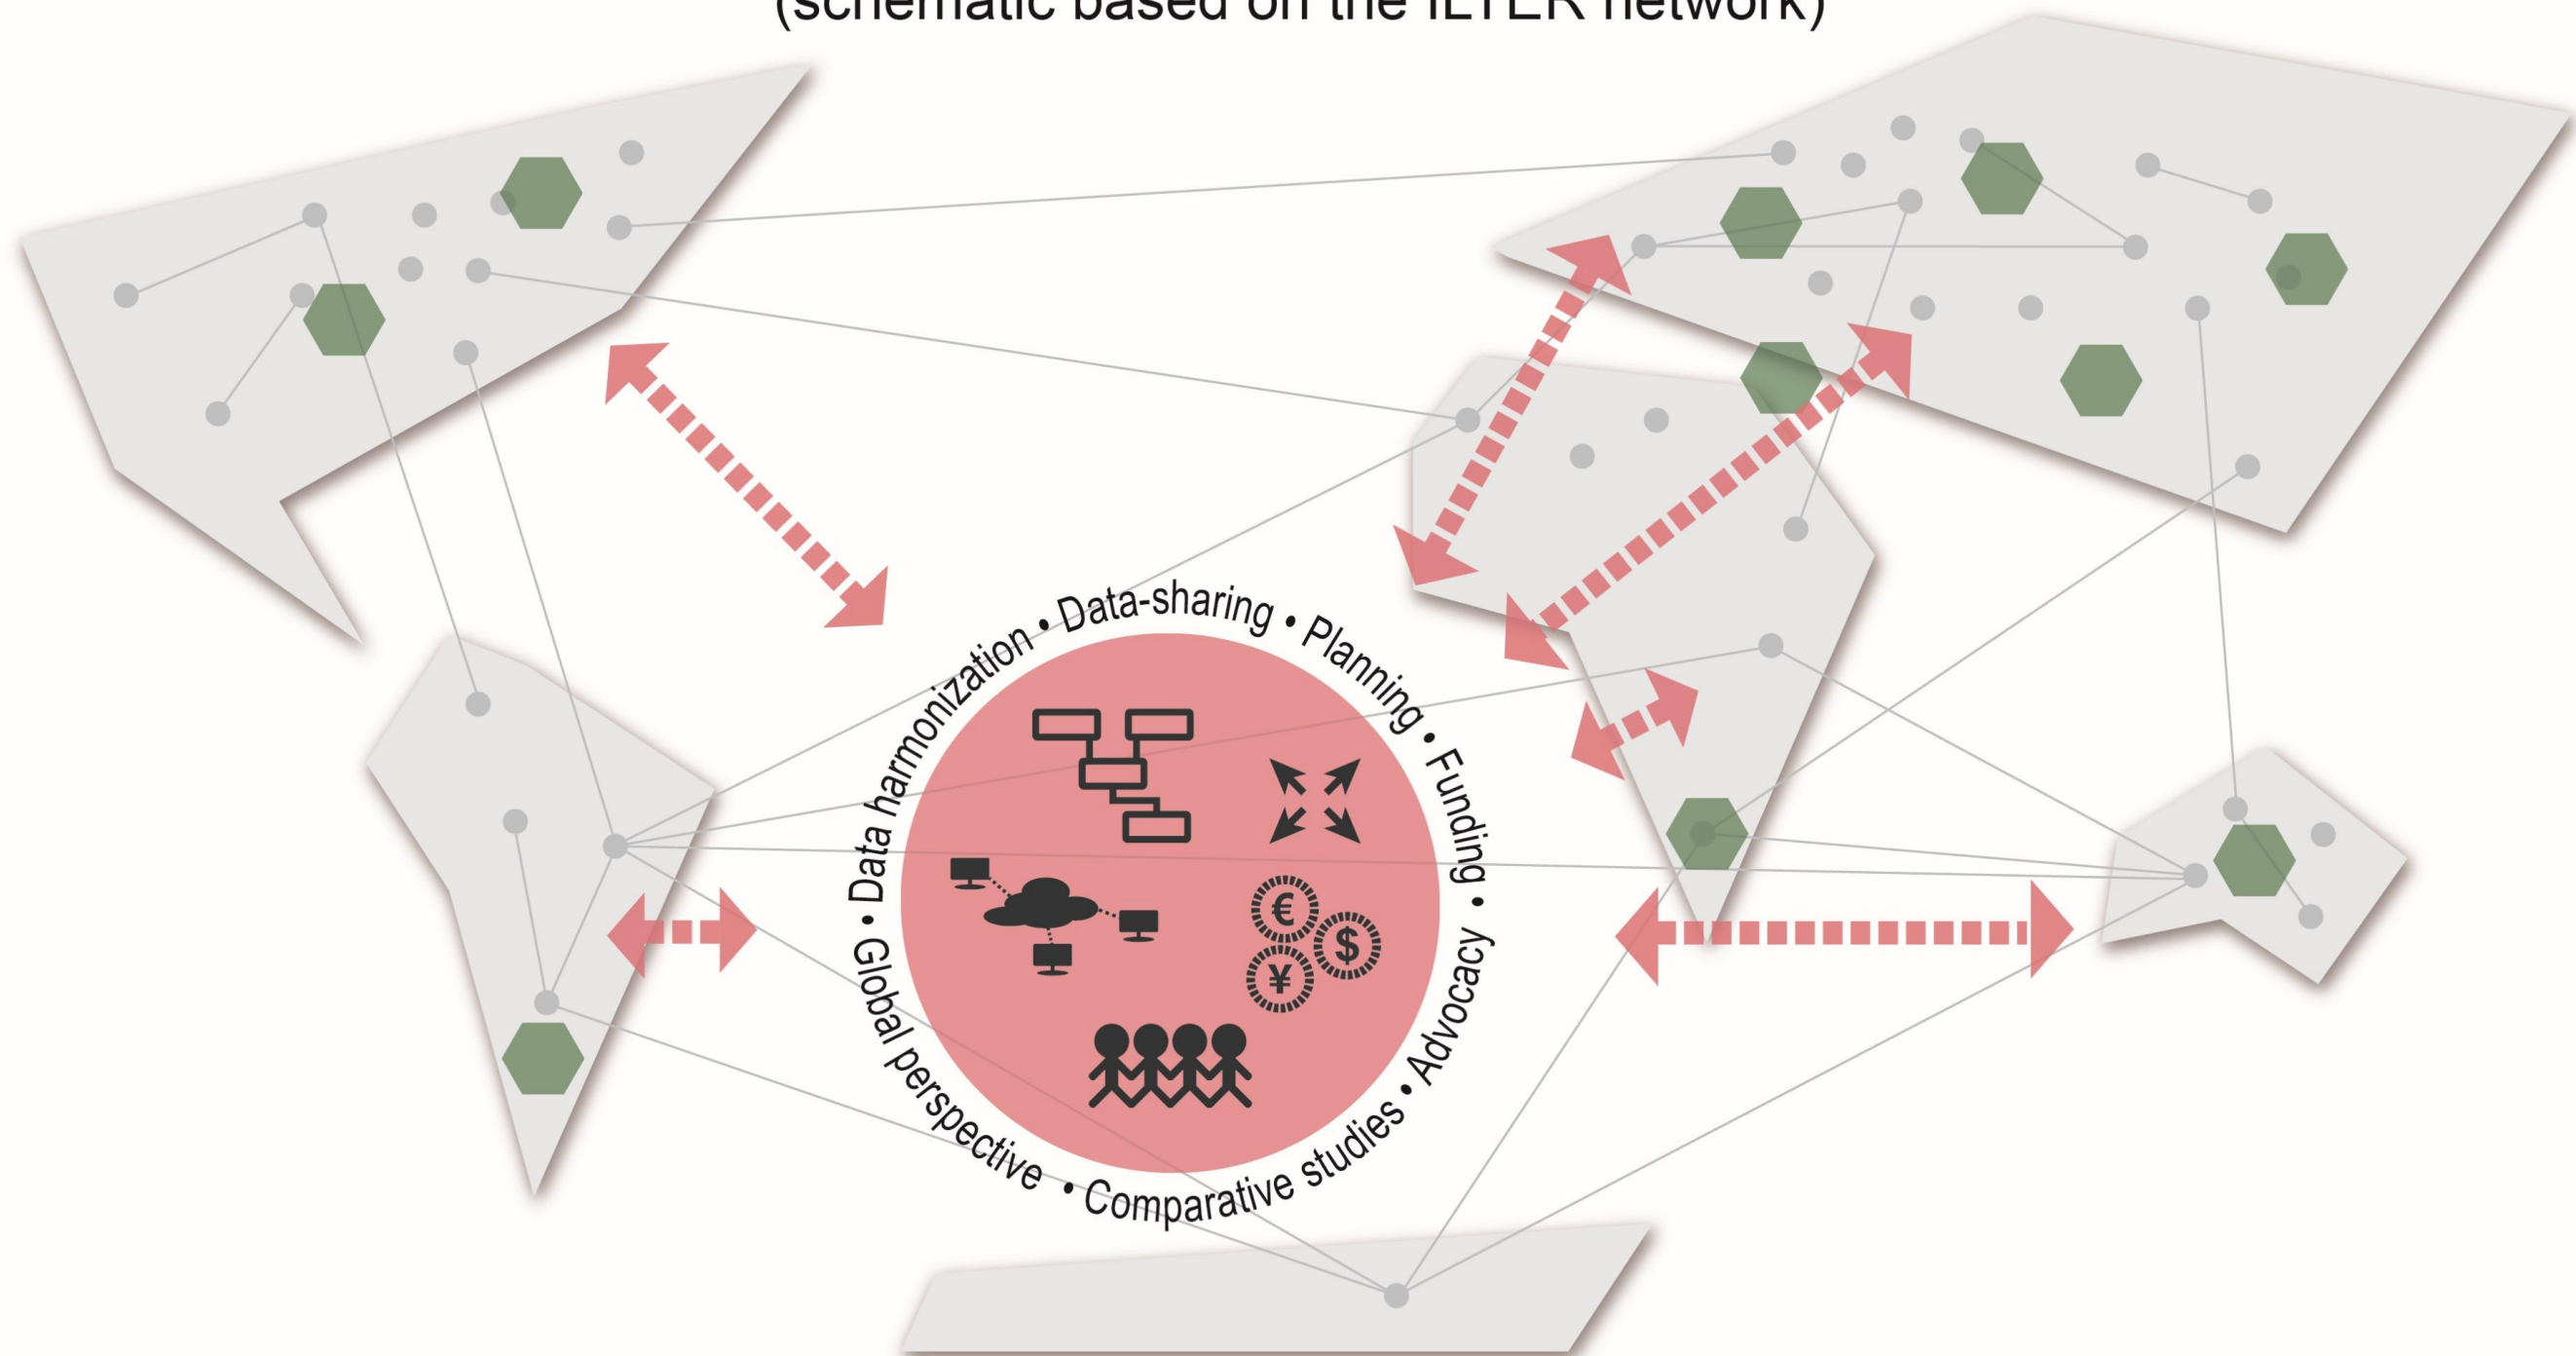 (schematic based on the ILTER network)
• Data harmonization • Data-sharing • Planning • Funding •
Advocacy • Comparative studies • Global perspective
€
$
¥